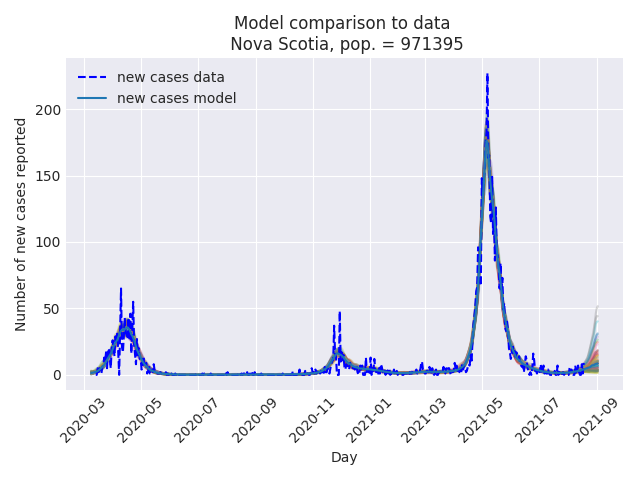 Model comparison to data
Nova Scotia, pop. = 971395
new cases data
new cases model
Number of new cases reported
200
150
100
50
0
2020-03
2020-05
2020-07
2020-09
2020-11
2021-01
2021-03
2021-05
2021-07
2021-09
Day